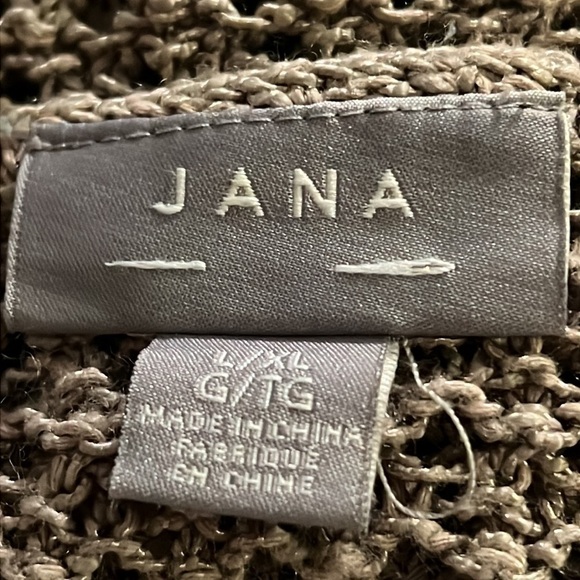 JANA
L/XL
G/TG
MADE IN CHINA
FABRIQUE
EN CHINE